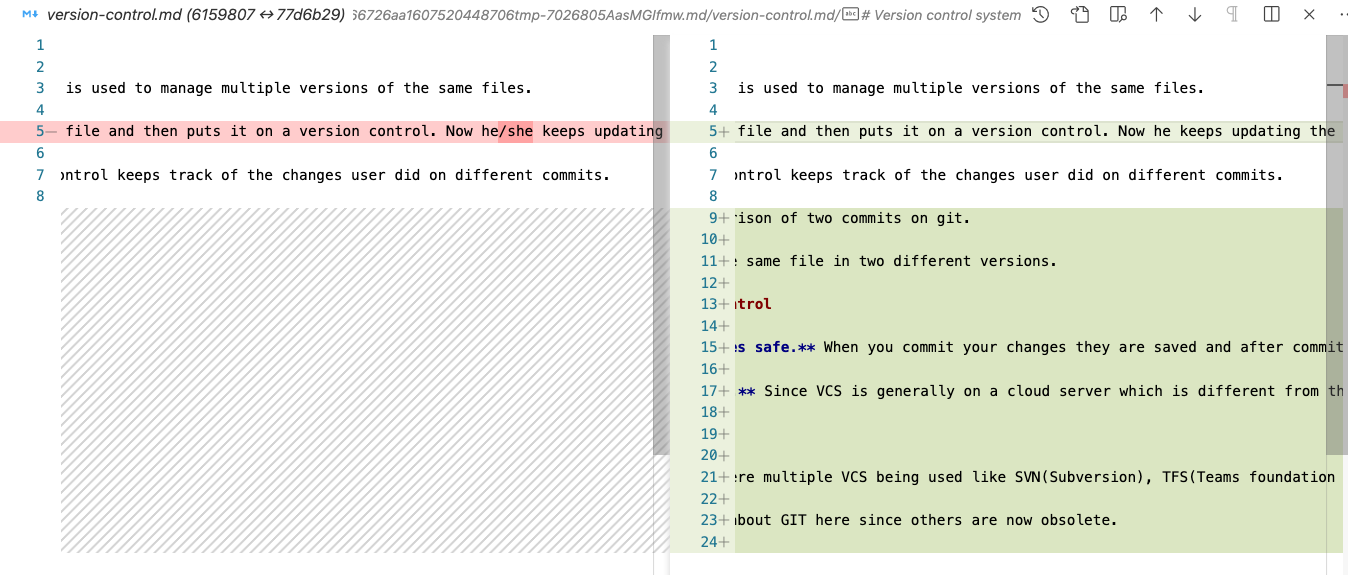 version-control.md (6159807 ↔ 77d6b29) 66726aa1607520448706tmp-7026805AasMGIfmw.md/version-control.md/ abc # Version control system
1
2
3 is used to manage multiple versions of the same files.
4
5— file and then puts it on a version control. Now he/she keeps updating
6
7 ontrol keeps track of the changes user did on different commits.
8
1
2
3 is used to manage multiple versions of the same files.
4
5+ file and then puts it on a version control. Now he keeps updating the
6
7 ontrol keeps track of the changes user did on different commits.
8
9+ rison of two commits on git.
10+
11+ e same file in two different versions.
12+
13+ ntrol
14+
15+ es safe.** When you commit your changes they are saved and after commit
16+
17+ ** Since VCS is generally on a cloud server which is different from th
18+
19+
20+
21+ ere multiple VCS being used like SVN(Subversion), TFS(Teams foundation
22+
23+ about GIT here since others are now obsolete.
24+